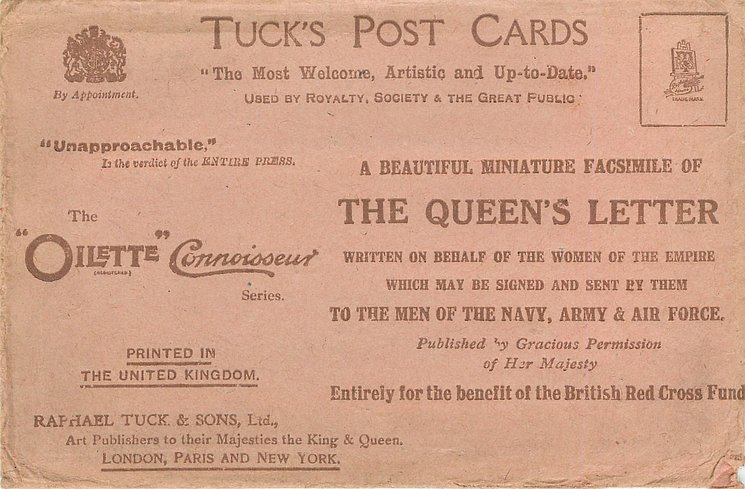 TUCK'S POST CARDS
"The Most Welcome, Artistic and Up-to-Date."
USED BY ROYALTY, SOCIETY & THE GREAT PUBLIC
By Appointment.
TRADE MARK
"Unapproachable,"
Is the verdict of the ENTIRE PRESS.
The
"OILETTE" Connoisseur
(REGISTERED)
Series.
PRINTED IN
THE UNITED KINGDOM.
RAPHAEL TUCK & SONS, Ltd.,
Art Publishers to their Majesties the King & Queen.
LONDON, PARIS AND NEW YORK.
A BEAUTIFUL MINIATURE FACSIMILE OF
THE QUEEN'S LETTER
WRITTEN ON BEHALF OF THE WOMEN OF THE EMPIRE
WHICH MAY BE SIGNED AND SENT BY THEM
TO THE MEN OF THE NAVY, ARMY & AIR FORCE.
Published by Gracious Permission
of Her Majesty
Entirely for the benefit of the British Red Cross Fund